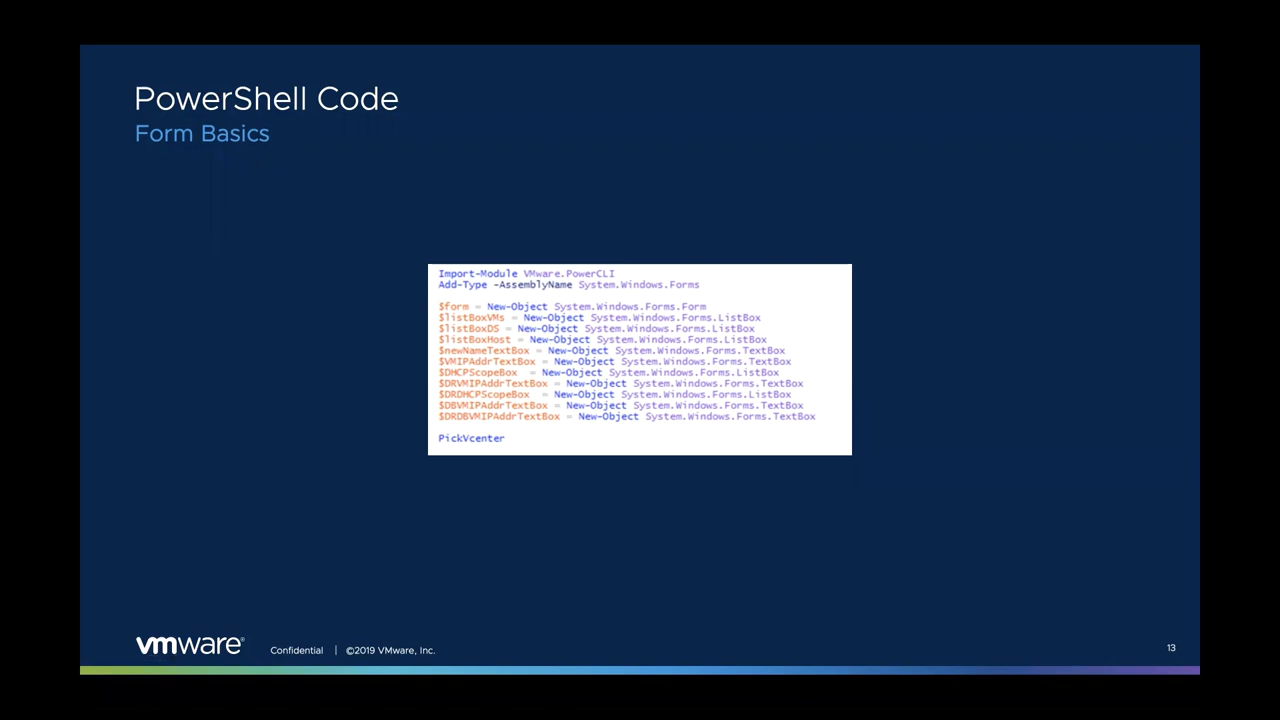 PowerShell Code
Form Basics
Import-Module VMware.PowerCLI
Add-Type -AssemblyName System.Windows.Forms
$form = New-Object System.Windows.Forms.Form
$listBoxVMs = New-Object System.Windows.Forms.ListBox
$listBoxDS = New-Object System.Windows.Forms.ListBox
$listBoxHost = New-Object System.Windows.Forms.ListBox
$newNameTextBox = New-Object System.Windows.Forms.TextBox
$VMIPAddrTextBox = New-Object System.Windows.Forms.TextBox
$DHCPScopeBox = New-Object System.Windows.Forms.ListBox
$DRVMIPAddrTextBox = New-Object System.Windows.Forms.TextBox
$DRDHCPScopeBox = New-Object System.Windows.Forms.ListBox
$DBVMIPAddrTextBox = New-Object System.Windows.Forms.TextBox
$DRDBVMIPAddrTextBox = New-Object System.Windows.Forms.TextBox
PickVcenter
vmware® Confidential | ©2019 VMware, Inc. 13